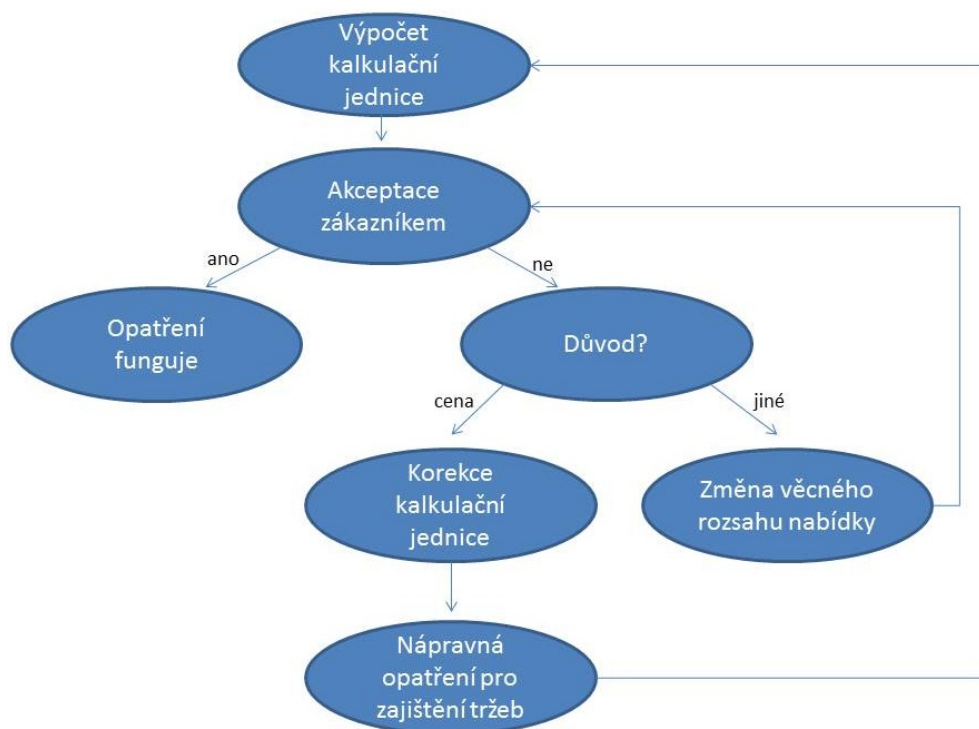 Výpočet
kalkulační
jednice
Akceptace
zákazníkem
ano
ne
Opatření
funguje
Důvod?
cena
jiné
Korekce
kalkulační
jednice
Změna věcného
rozsahu nabídky
Nápravná
opatření pro
zajištění tržeb